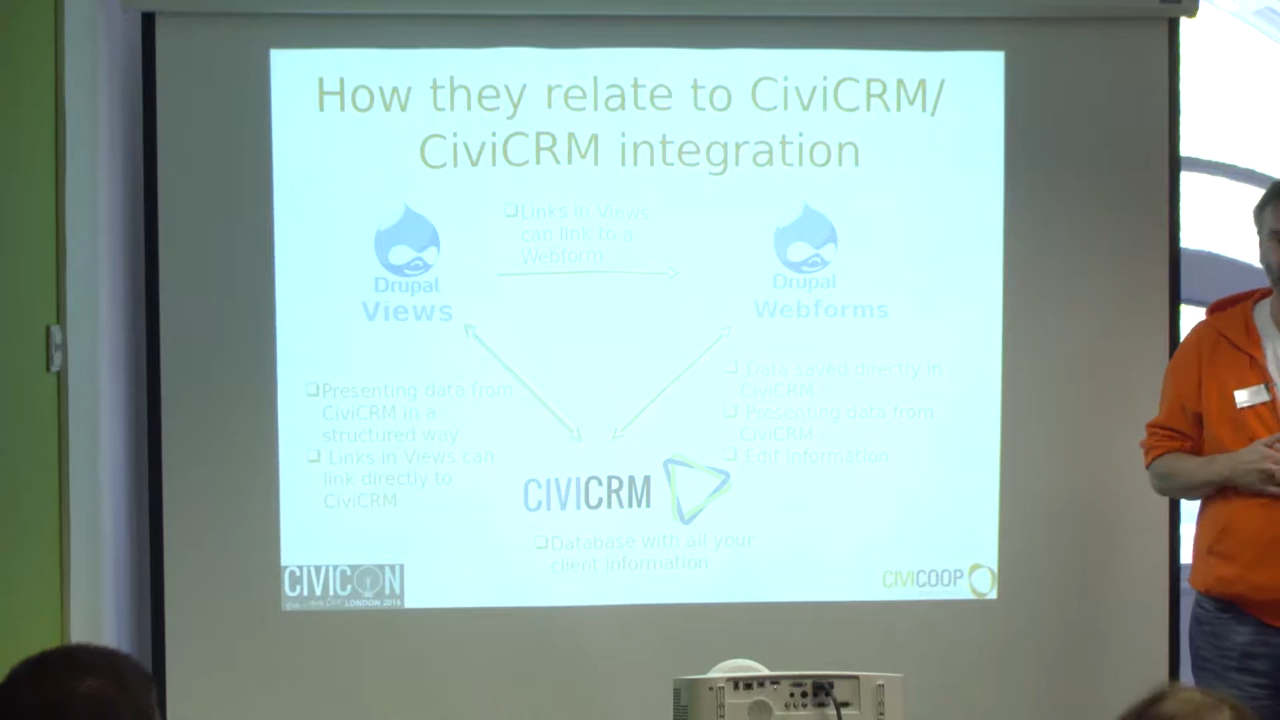 How they relate to CiviCRM/
CiviCRM integration
❑Links in Views
can link to a
Webform
Drupal
Views
Drupal
Webforms
❑Presenting data from
CiviCRM in a
structured way
❑ Links in Views can
link directly to
CiviCRM
❑ Data saved directly in
CiviCRM
❑ Presenting data from
CiviCRM
❑ Edit information
CIVICRM
❑Database with all your
client information
CIVICON
LONDON 2015
CIVICOOP